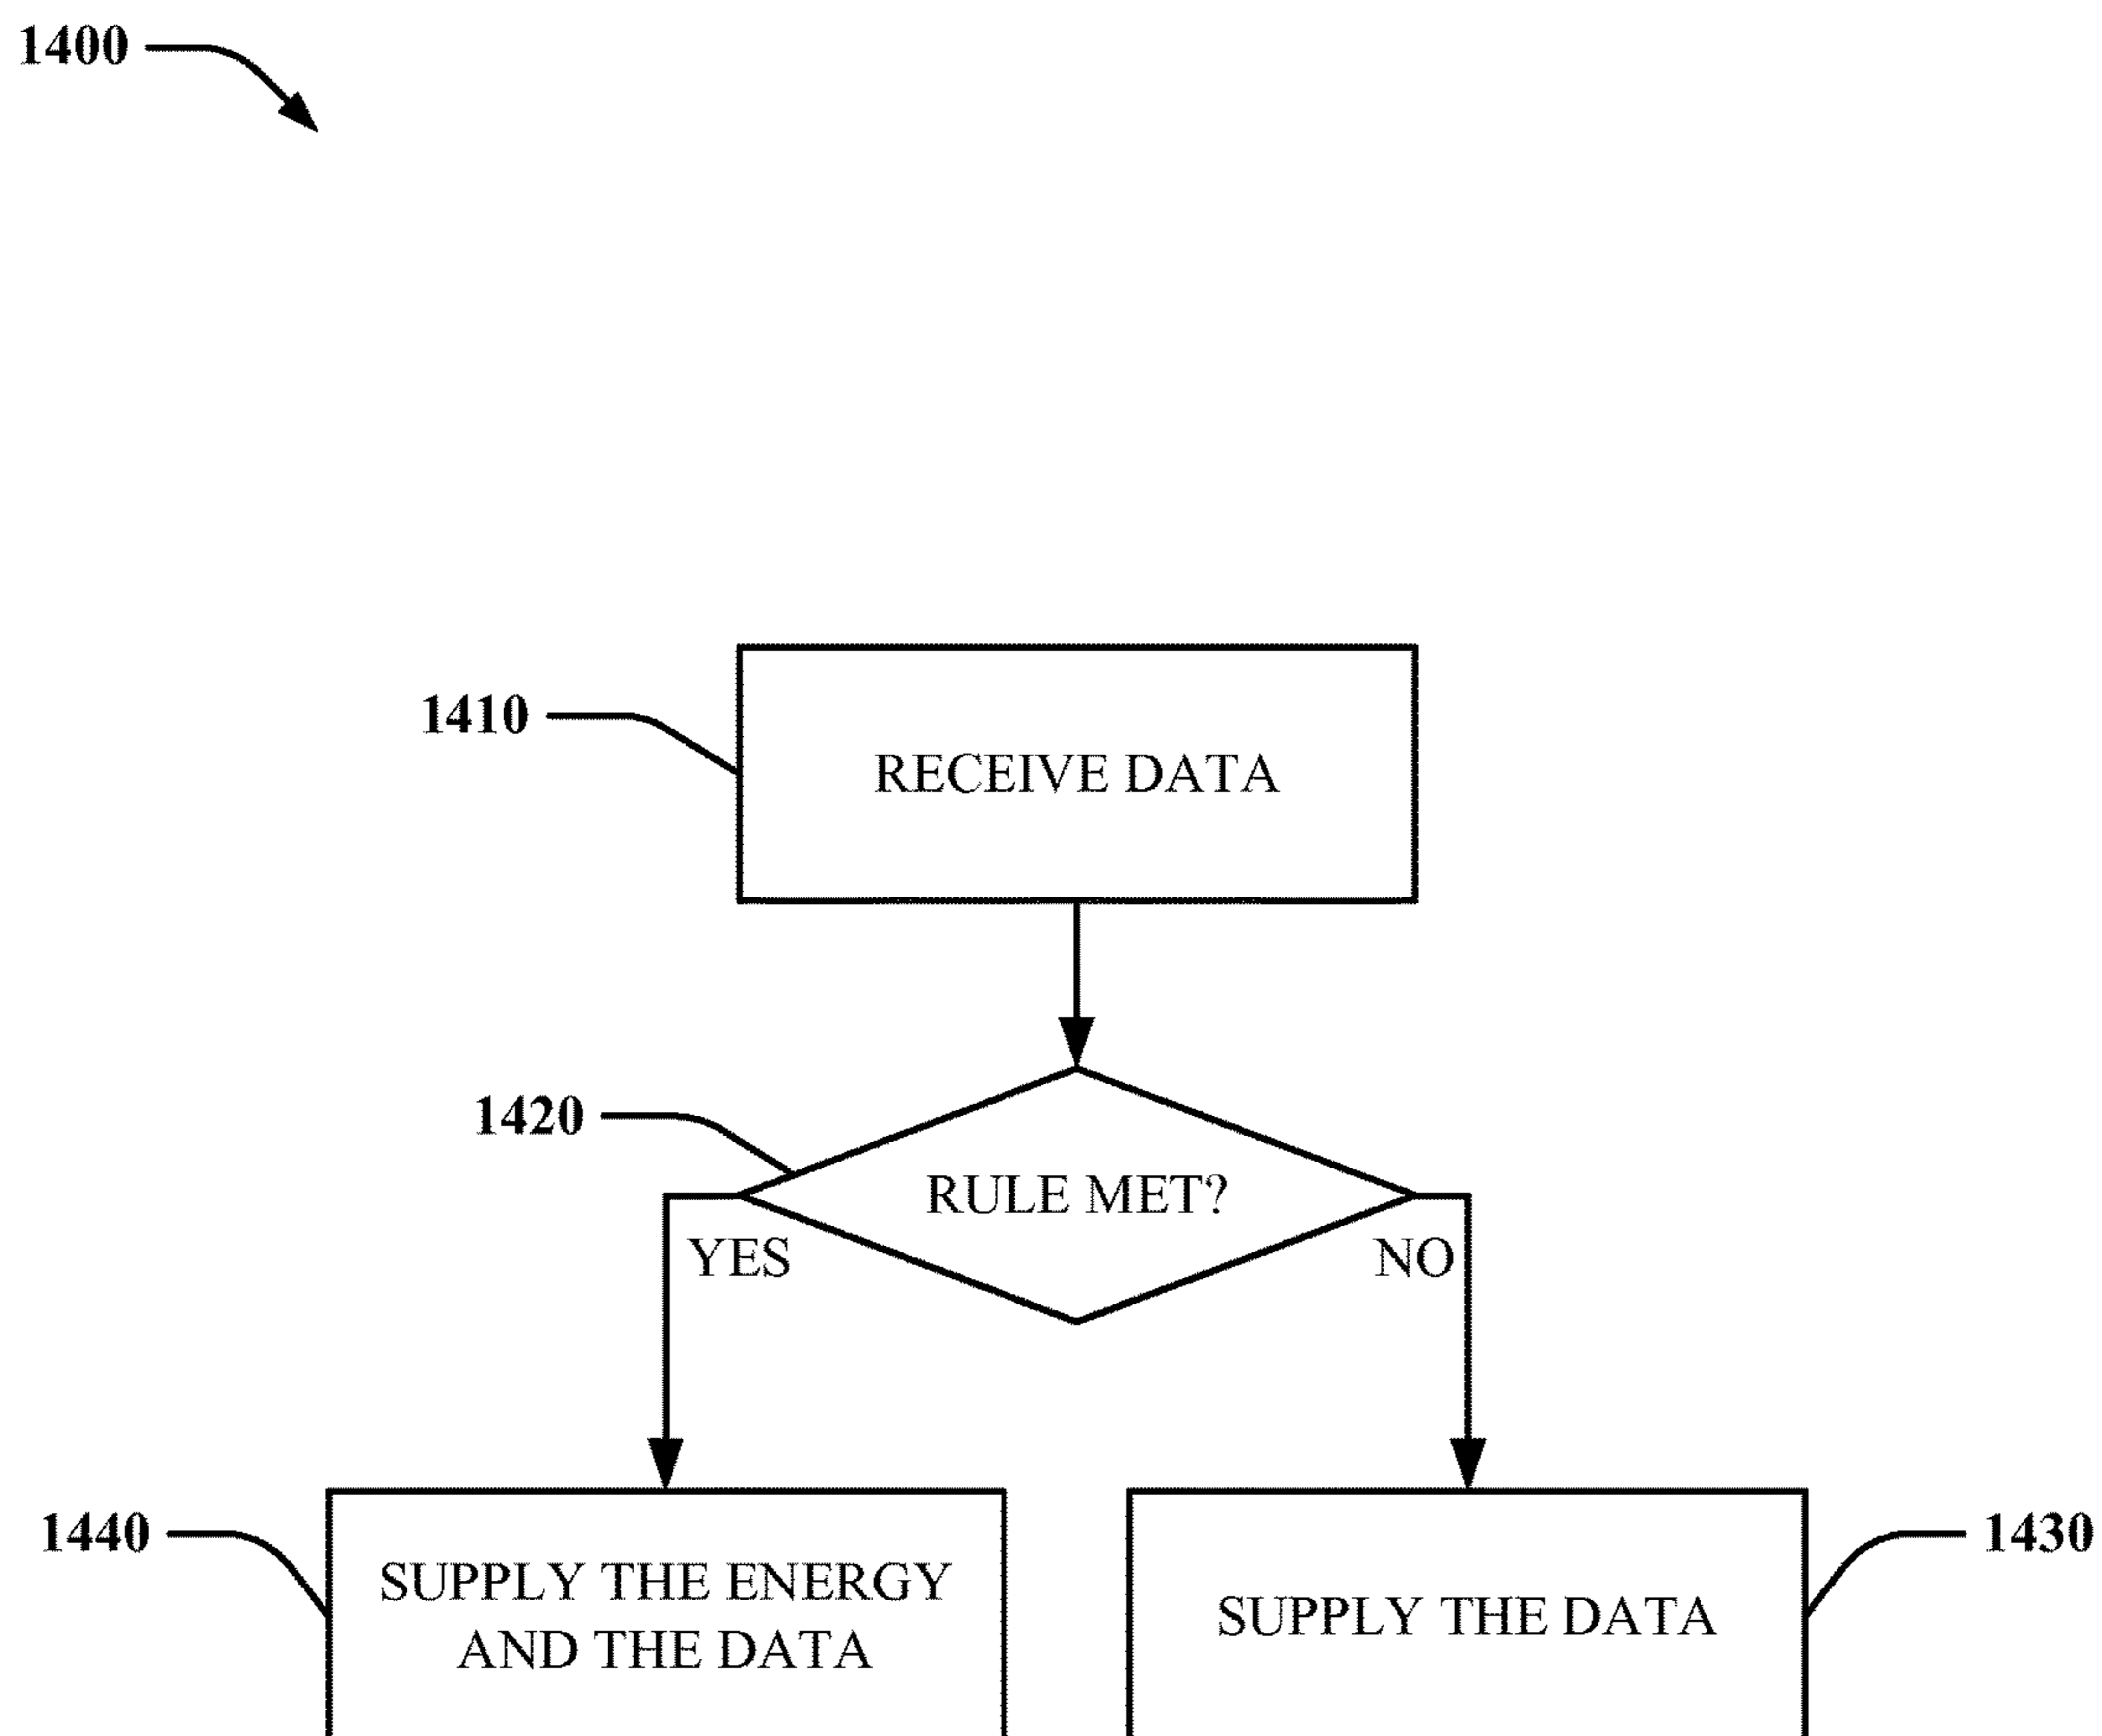 1400
1410
RECEIVE DATA
1420
RULE MET?
YES
NO
1440
SUPPLY THE ENERGY
AND THE DATA
SUPPLY THE DATA
1430